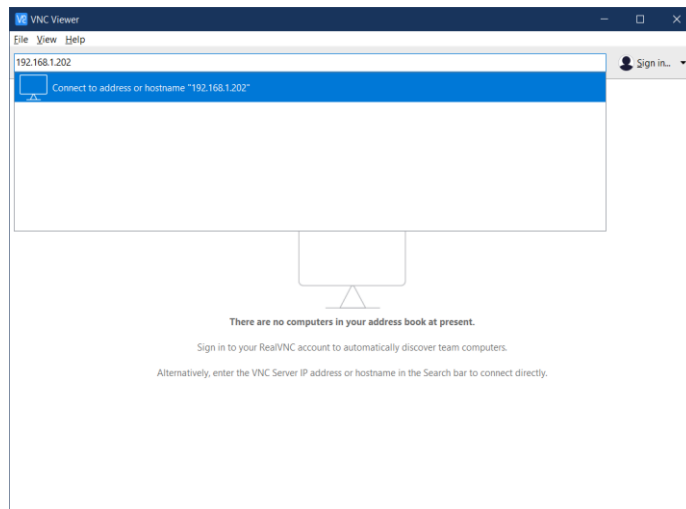 VNC Viewer
File View Help
192.168.1.202
Sign in...
Connect to address or hostname "192.168.1.202"
There are no computers in your address book at present.
Sign in to your RealVNC account to automatically discover team computers.
Alternatively, enter the VNC Server IP address or hostname in the Search bar to connect directly.